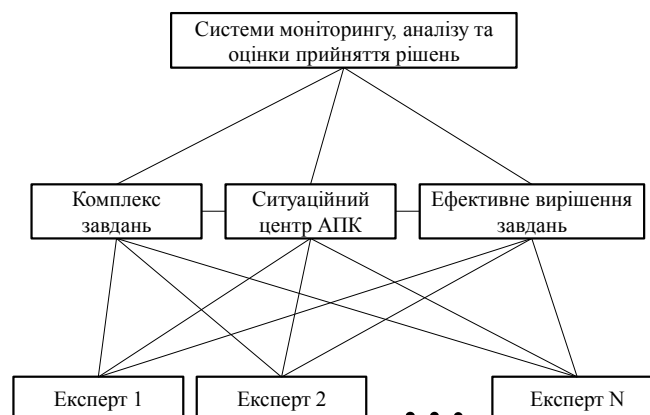 Системи моніторингу, аналізу та
оцінки прийняття рішень
Комплекс
завдань
Ситуаційний
центр АПК
Ефективне вирішення
завдань
Експерт 1
Експерт 2
Експерт N